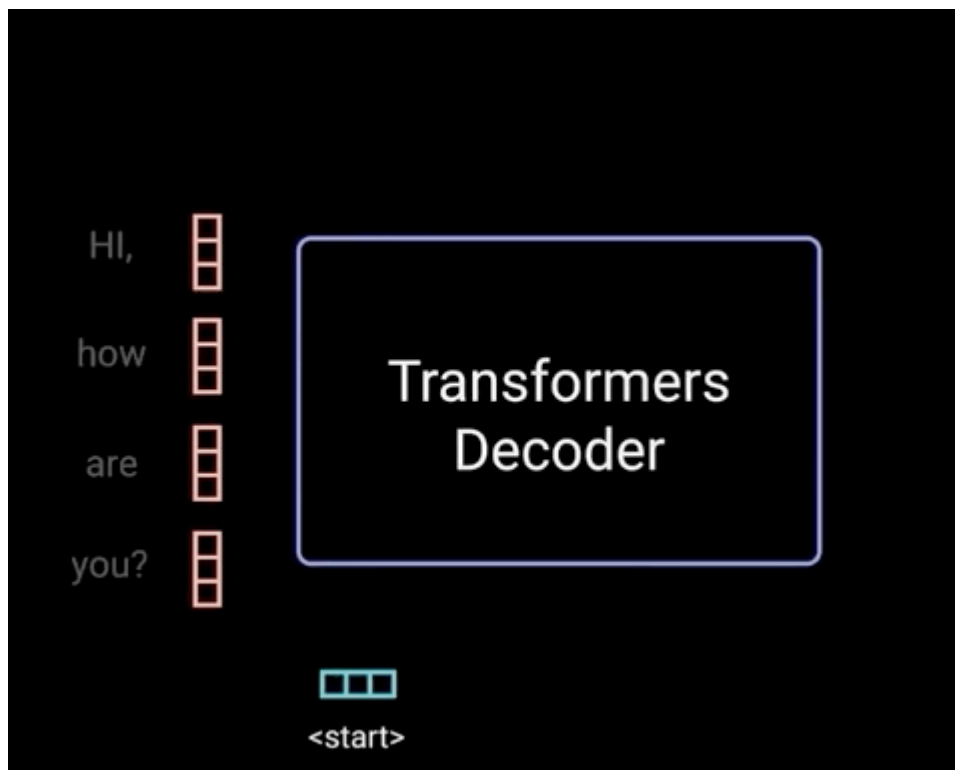 HI,
how
are
you?
Transformers
Decoder
<start>